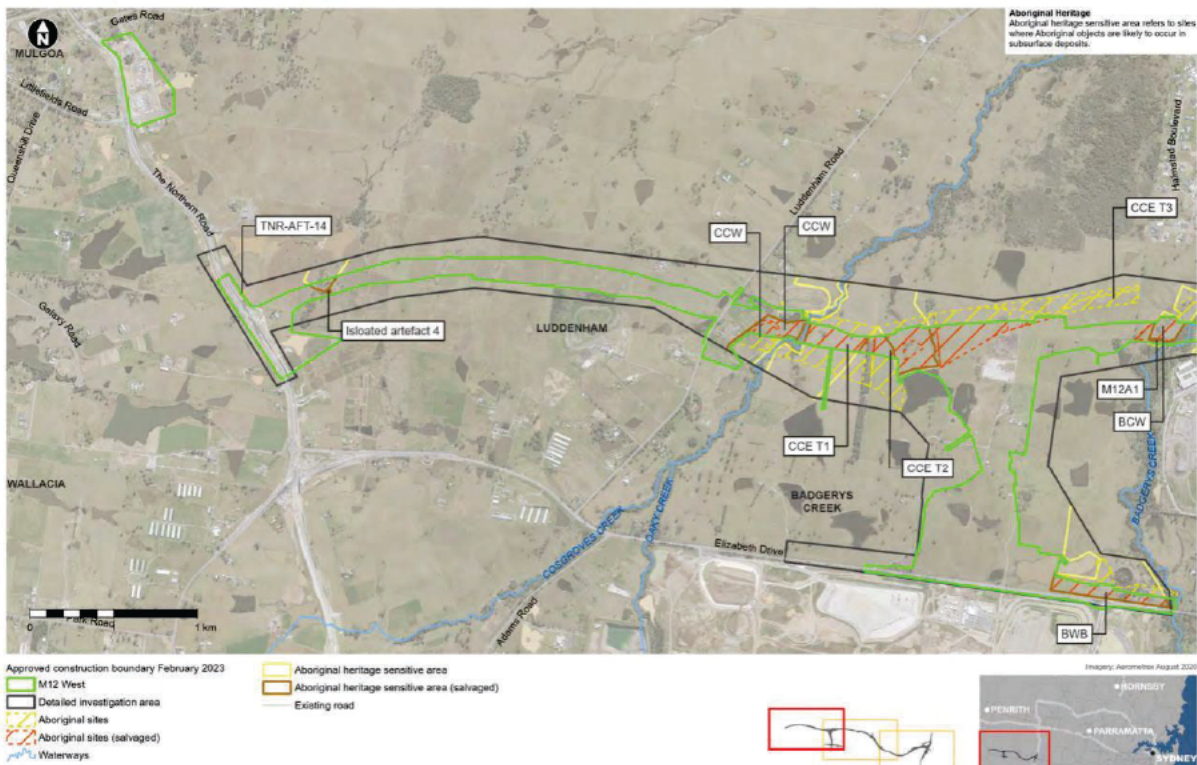 Aboriginal Heritage
Aboriginal heritage sensitive area refers to sites
where Aboriginal objects are likely to occur in
subsurface deposits.
Gates Road
N
MULGOA
Littlefields Road
Queenshill Drive
The Northern Road
Luddenham Road
Halmstad Boulevard
CCE T3
TNR-AFT-14
CCW
CCW
Galaxy Road
Isloated artefact 4
LUDDENHAM
M12A1
BCW
CCE T1
CCE T2
WALLACIA
BADGERYS
CREEK
BADGERYS CREEK
COSGROVES CREEK
OAKY CREEK
Elizabeth Drive
Adams Road
Park Road
0
1 km
BWB
Imagery: Aerometrex August 2020
Approved construction boundary February 2023
M12 West
Detailed investigation area
Aboriginal sites
Aboriginal sites (salvaged)
Waterways
Aboriginal heritage sensitive area
Aboriginal heritage sensitive area (salvaged)
Existing road
HORNSBY
PENRITH
PARRAMATTA
SYDNEY